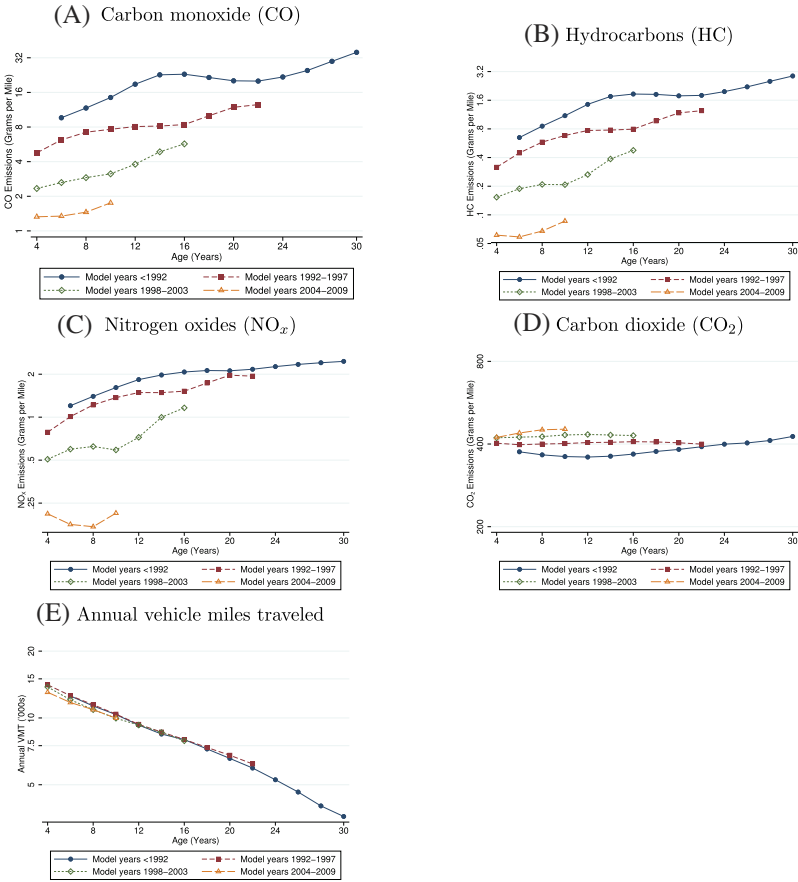 (A) Carbon monoxide (CO)
CO Emissions (Grams per Mile)
32
16
8
4
2
1
4 8 12 16 20 24 30
Age (Years)
Model years <1992 Model years 1992–1997
Model years 1998–2003 Model years 2004–2009
(B) Hydrocarbons (HC)
HC Emissions (Grams per Mile)
3.2
1.6
.8
.4
.2
.1
.05
4 8 12 16 20 24 30
Age (Years)
Model years <1992 Model years 1992–1997
Model years 1998–2003 Model years 2004–2009
(C) Nitrogen oxides (NOx)
NOx Emissions (Grams per Mile)
2
1
.5
.25
4 8 12 16 20 24 30
Age (Years)
Model years <1992 Model years 1992–1997
Model years 1998–2003 Model years 2004–2009
(D) Carbon dioxide (CO2)
CO2 Emissions (Grams per Mile)
800
400
200
4 8 12 16 20 24 30
Age (Years)
Model years <1992 Model years 1992–1997
Model years 1998–2003 Model years 2004–2009
(E) Annual vehicle miles traveled
Annual VMT ('000s)
20
15
10
7.5
5
4 8 12 16 20 24 30
Age (Years)
Model years <1992 Model years 1992–1997
Model years 1998–2003 Model years 2004–2009